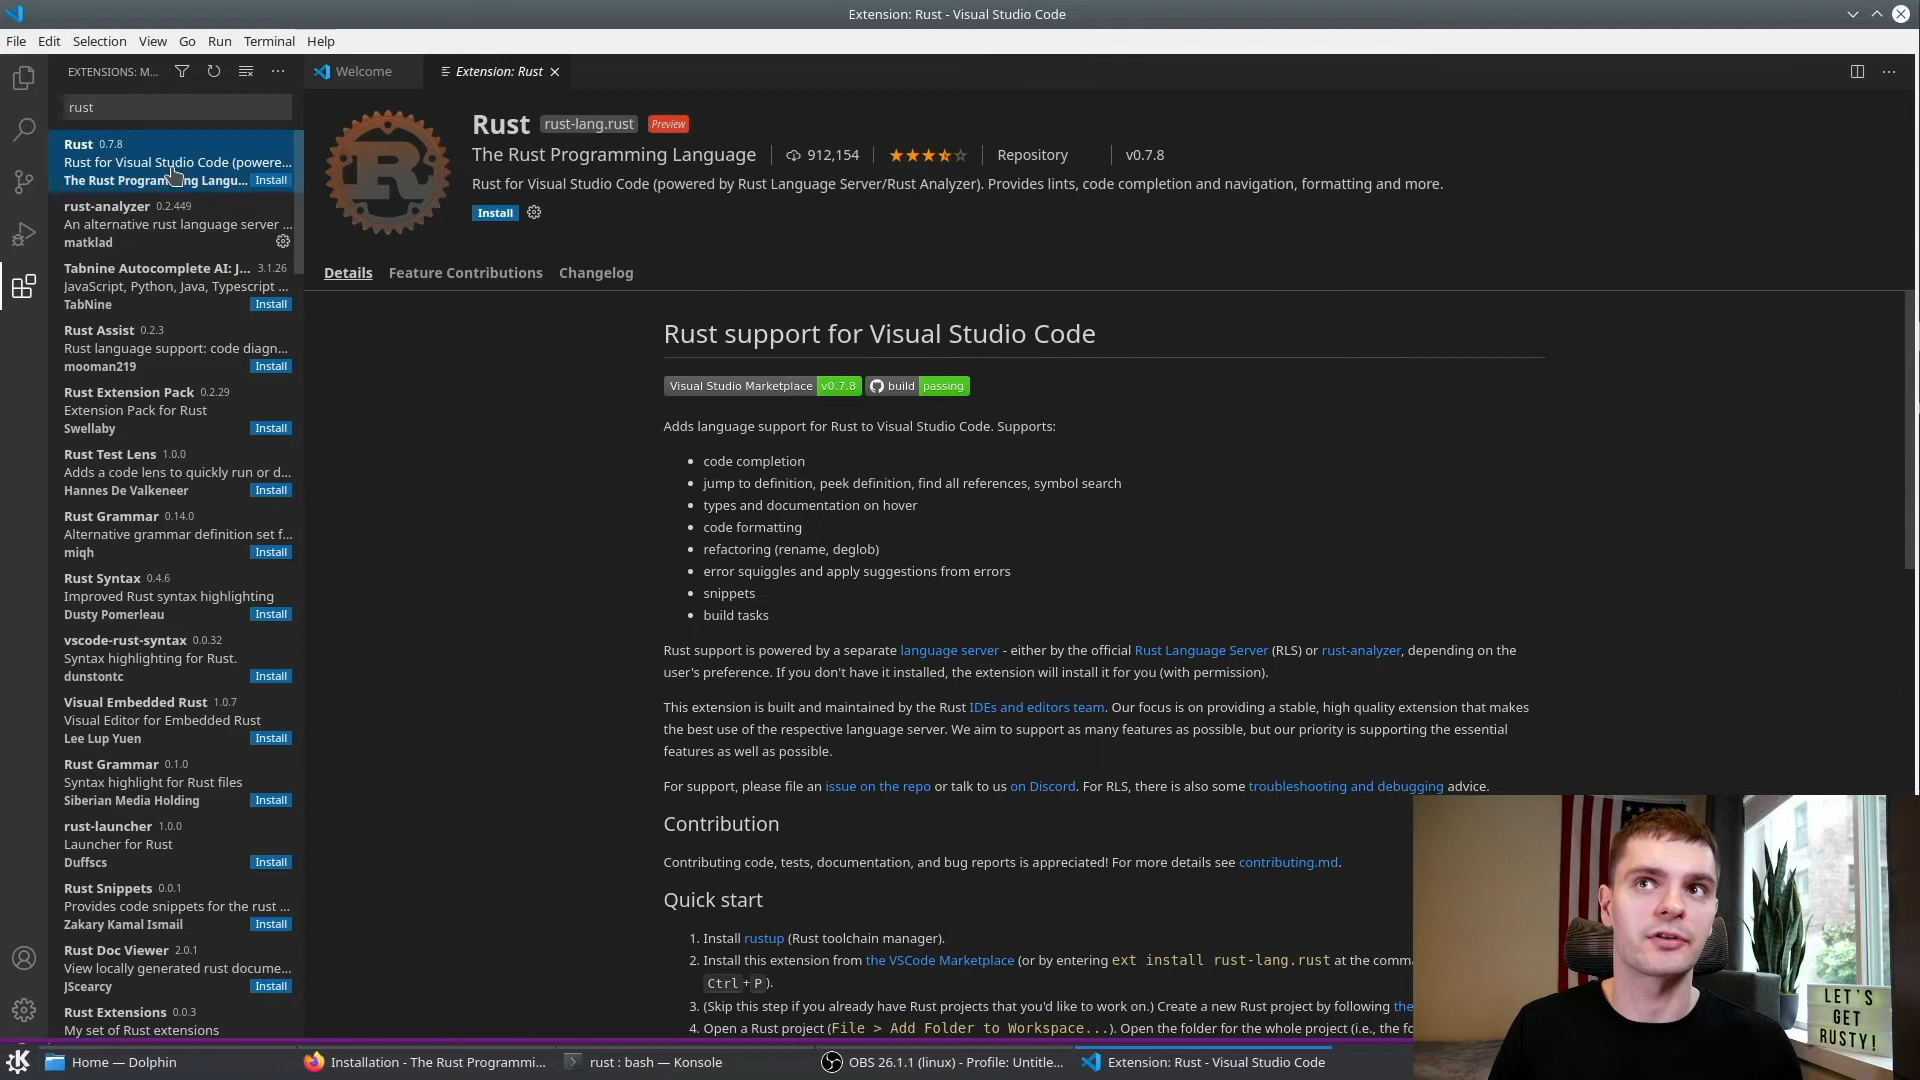 Extension: Rust - Visual Studio Code
File Edit Selection View Go Run Terminal Help
EXTENSIONS: M...
Welcome
Extension: Rust
rust
Rust 0.7.8
Rust for Visual Studio Code (powere...
The Rust Programming Langu... Install
rust-analyzer 0.2.449
An alternative rust language server ...
matklad
Tabnine Autocomplete AI: J... 3.1.26
JavaScript, Python, Java, Typescript ...
TabNine Install
Rust Assist 0.2.3
Rust language support: code diagn...
mooman219 Install
Rust Extension Pack 0.2.29
Extension Pack for Rust
Swellaby Install
Rust Test Lens 1.0.0
Adds a code lens to quickly run or d...
Hannes De Valkeneer Install
Rust Grammar 0.14.0
Alternative grammar definition set f...
miqh Install
Rust Syntax 0.4.6
Improved Rust syntax highlighting
Dusty Pomerleau Install
vscode-rust-syntax 0.0.32
Syntax highlighting for Rust.
dunstontc Install
Visual Embedded Rust 1.0.7
Visual Editor for Embedded Rust
Lee Lup Yuen Install
Rust Grammar 0.1.0
Syntax highlight for Rust files
Siberian Media Holding Install
rust-launcher 1.0.0
Launcher for Rust
Duffscs Install
Rust Snippets 0.0.1
Provides code snippets for the rust ...
Zakary Kamal Ismail Install
Rust Doc Viewer 2.0.1
View locally generated rust docume...
JScearcy Install
Rust Extensions 0.0.3
My set of Rust extensions
R
Rust rust-lang.rust Preview
The Rust Programming Language 912,154 Repository v0.7.8
Rust for Visual Studio Code (powered by Rust Language Server/Rust Analyzer). Provides lints, code completion and navigation, formatting and more.
Install
Details Feature Contributions Changelog
Rust support for Visual Studio Code
Visual Studio Marketplace v0.7.8 build passing
Adds language support for Rust to Visual Studio Code. Supports:
• code completion
• jump to definition, peek definition, find all references, symbol search
• types and documentation on hover
• code formatting
• refactoring (rename, deglob)
• error squiggles and apply suggestions from errors
• snippets
• build tasks
Rust support is powered by a separate language server - either by the official Rust Language Server (RLS) or rust-analyzer, depending on the
user's preference. If you don't have it installed, the extension will install it for you (with permission).
This extension is built and maintained by the Rust IDEs and editors team. Our focus is on providing a stable, high quality extension that makes
the best use of the respective language server. We aim to support as many features as possible, but our priority is supporting the essential
features as well as possible.
For support, please file an issue on the repo or talk to us on Discord. For RLS, there is also some troubleshooting and debugging advice.
Contribution
Contributing code, tests, documentation, and bug reports is appreciated! For more details see contributing.md.
Quick start
1. Install rustup (Rust toolchain manager).
2. Install this extension from the VSCode Marketplace (or by entering ext install rust-lang.rust at the comma
Ctrl+P).
3. (Skip this step if you already have Rust projects that you'd like to work on.) Create a new Rust project by following the
4. Open a Rust project (File > Add Folder to Workspace...). Open the folder for the whole project (i.e., the fo
LET'S
GET
RUSTY!
Home — Dolphin
Installation - The Rust Programmi...
rust : bash — Konsole
OBS 26.1.1 (linux) - Profile: Untitle...
Extension: Rust - Visual Studio Code